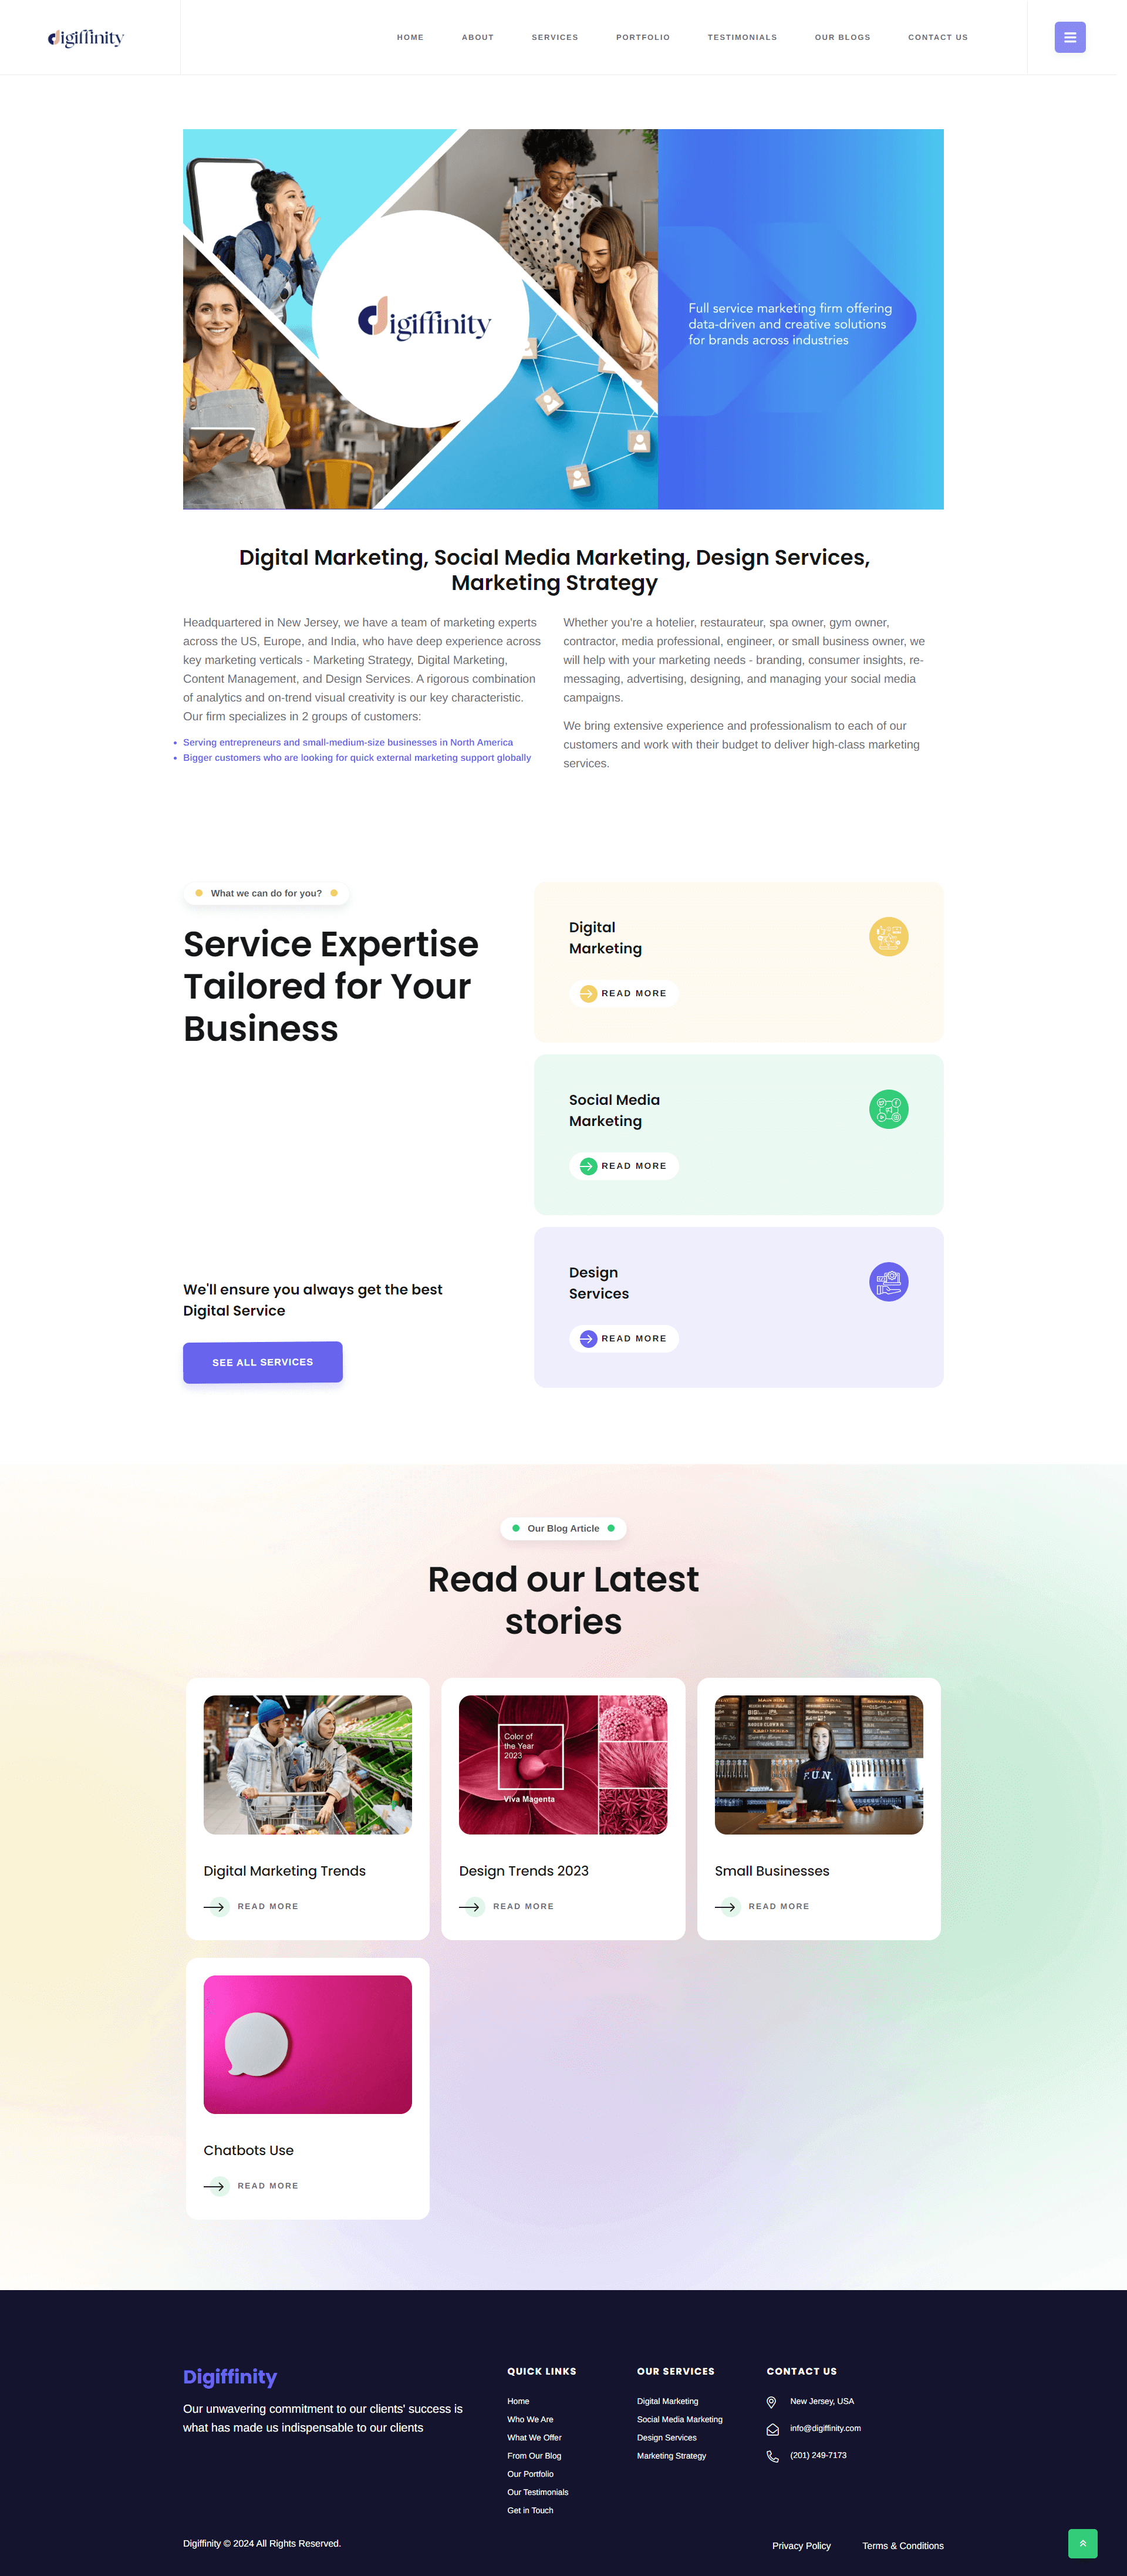 digiffinity
HOME
ABOUT
SERVICES
PORTFOLIO
TESTIMONIALS
OUR BLOGS
CONTACT US
digiffinity
Full service marketing firm offering
data-driven and creative solutions
for brands across industries
Digital Marketing, Social Media Marketing, Design Services,
Marketing Strategy
Headquartered in New Jersey, we have a team of marketing experts
across the US, Europe, and India, who have deep experience across
key marketing verticals - Marketing Strategy, Digital Marketing,
Content Management, and Design Services. A rigorous combination
of analytics and on-trend visual creativity is our key characteristic.
Our firm specializes in 2 groups of customers:
• Serving entrepreneurs and small-medium-size businesses in North America
• Bigger customers who are looking for quick external marketing support globally
Whether you're a hotelier, restaurateur, spa owner, gym owner,
contractor, media professional, engineer, or small business owner, we
will help with your marketing needs - branding, consumer insights, re-
messaging, advertising, designing, and managing your social media
campaigns.
We bring extensive experience and professionalism to each of our
customers and work with their budget to deliver high-class marketing
services.
What we can do for you?
Service Expertise
Tailored for Your
Business
We'll ensure you always get the best
Digital Service
SEE ALL SERVICES
Digital
Marketing
READ MORE
Social Media
Marketing
READ MORE
Design
Services
READ MORE
Our Blog Article
Read our Latest
stories
Digital Marketing Trends
READ MORE
Color of
the Year
2023
Viva Magenta
Design Trends 2023
READ MORE
F.U.N.
Small Businesses
READ MORE
Chatbots Use
READ MORE
Digiffinity
Our unwavering commitment to our clients' success is
what has made us indispensable to our clients
QUICK LINKS
Home
Who We Are
What We Offer
From Our Blog
Our Portfolio
Our Testimonials
Get in Touch
OUR SERVICES
Digital Marketing
Social Media Marketing
Design Services
Marketing Strategy
CONTACT US
New Jersey, USA
info@digiffinity.com
(201) 249-7173
Digiffinity © 2024 All Rights Reserved.
Privacy Policy
Terms & Conditions